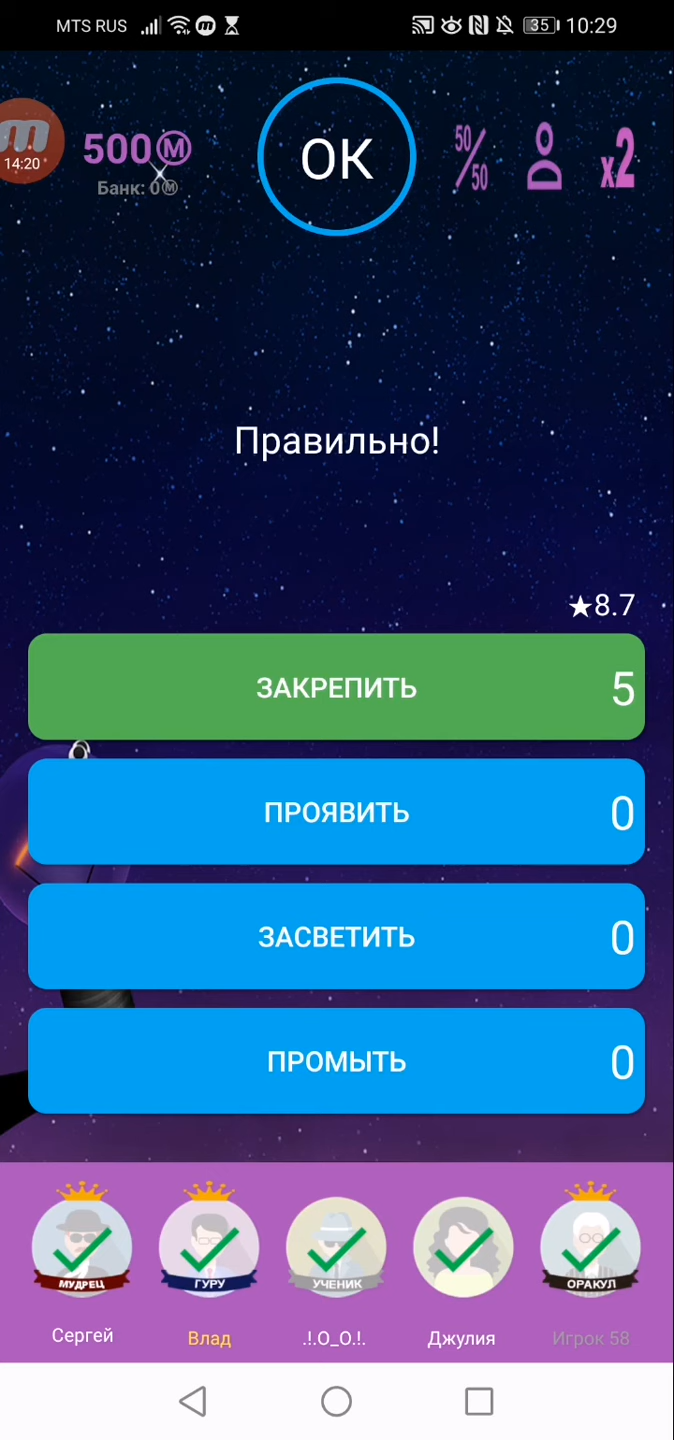 MTS RUS
35
10:29
14:20
500Ⓜ
Банк: 0Ⓜ
ОК
50/50
x2
Правильно!
★8.7
ЗАКРЕПИТЬ 5
ПРОЯВИТЬ 0
ЗАСВЕТИТЬ 0
ПРОМЫТЬ 0
МУДРЕЦ
ГУРУ
УЧЕНИК
ОРАКУЛ
Сергей
Влад
.!.O_O.!.
Джулия
Игрок 58